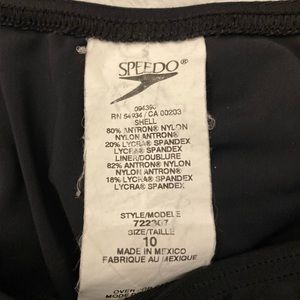 SPEEDO®
RN 54934 / CA 00203
SHELL
80% ANTRON® NYLON
NYLON ANTRON®
20% LYCRA® SPANDEX
LYCRA® SPANDEX
LINER/DOUBLURE
82% ANTRON® NYLON
NYLON ANTRON®
18% LYCRA® SPANDEX
LYCRA® SPANDEX
STYLE/MODELE
SIZE/TAILLE
10
MADE IN MEXICO
FABRIQUE AU MEXIQUE
OVER